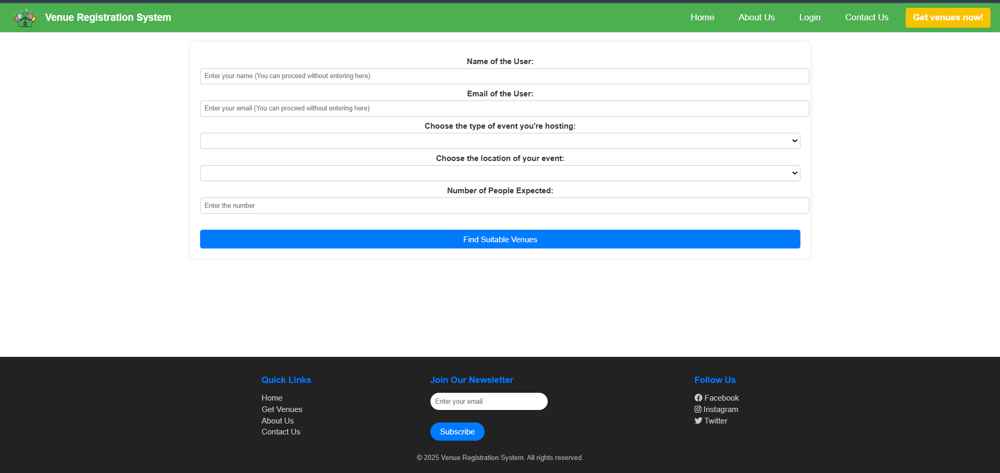 Venue Registration System
Home
About Us
Login
Contact Us
Get venues now!
Name of the User:
Enter your name (You can proceed without entering here)
Email of the User:
Enter your email (You can proceed without entering here)
Choose the type of event you're hosting:
Choose the location of your event:
Number of People Expected:
Enter the number
Find Suitable Venues
Quick Links
Home
Get Venues
About Us
Contact Us
Join Our Newsletter
Enter your email
Subscribe
Follow Us
Facebook
Instagram
Twitter
© 2025 Venue Registration System. All rights reserved.